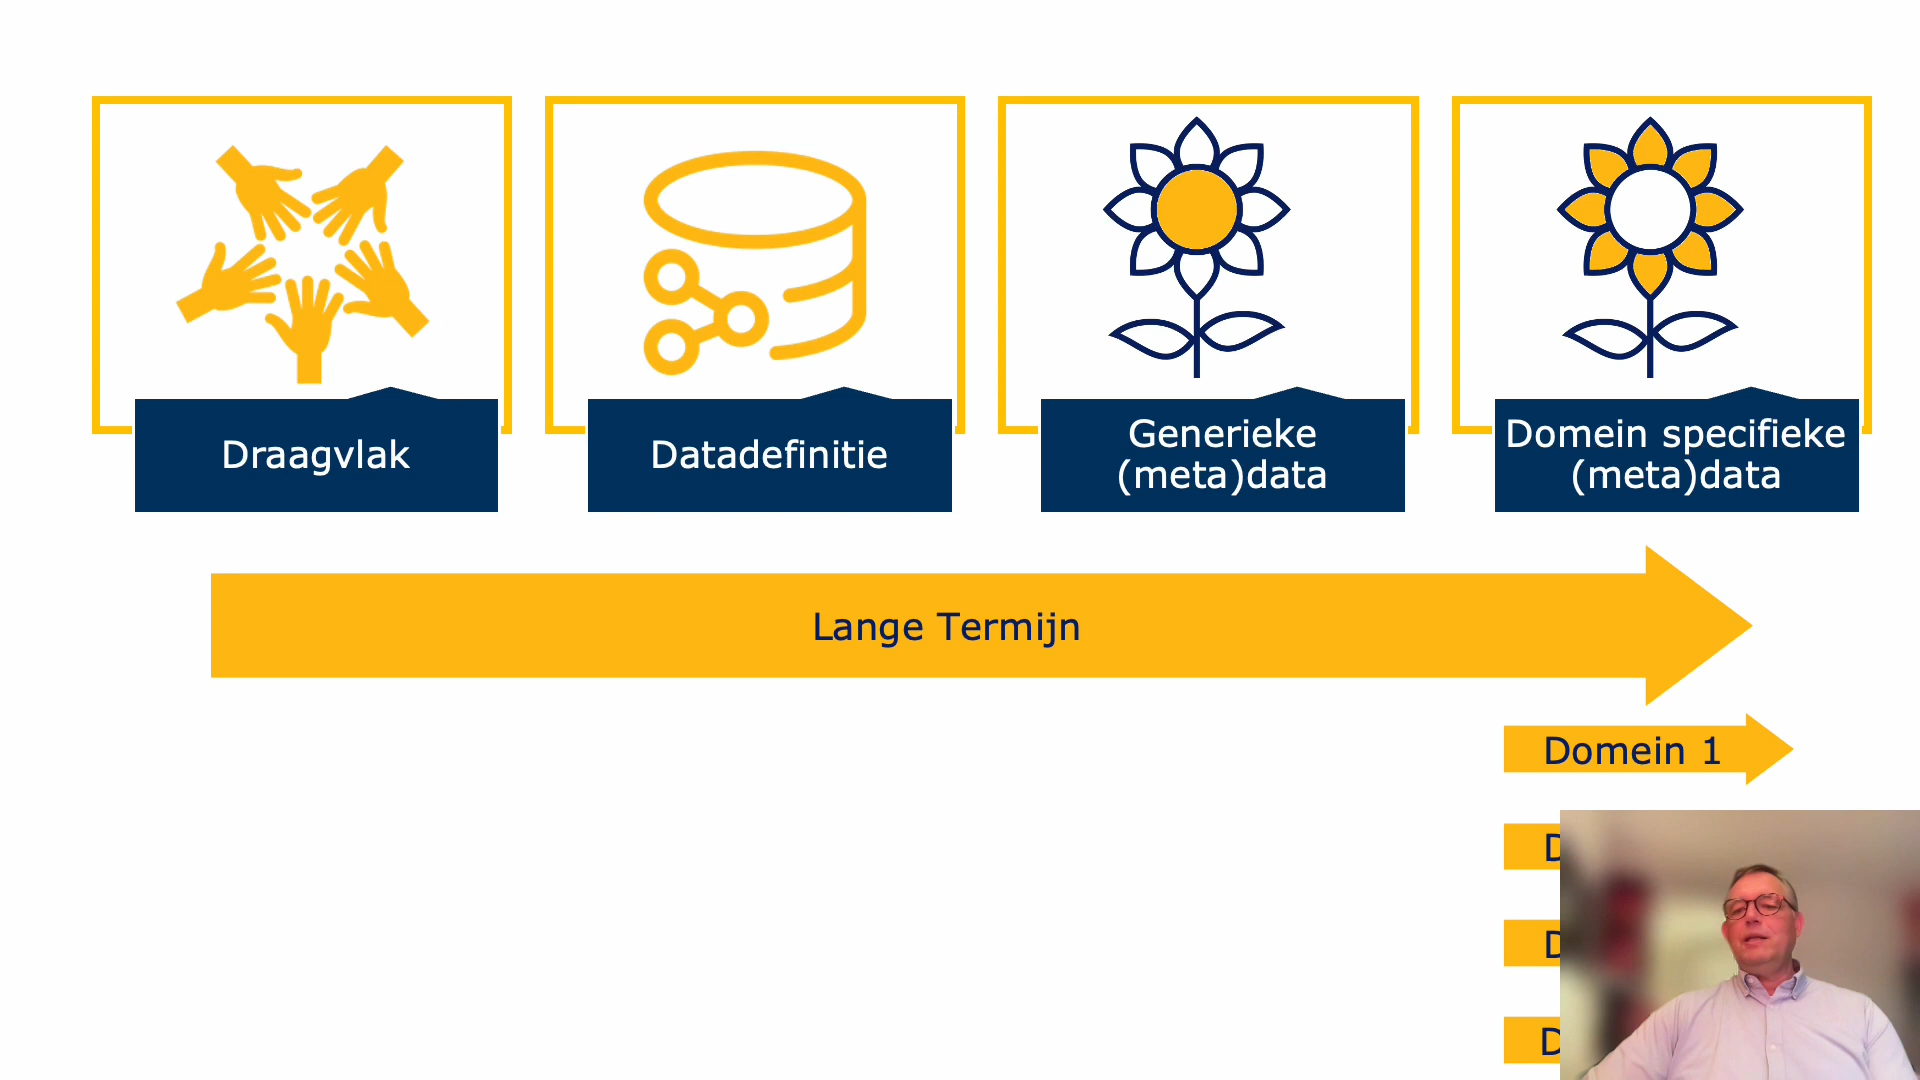 Draagvlak
Datadefinitie
Generieke
(meta)data
Domein specifieke
(meta)data
Lange Termijn
Domein 1